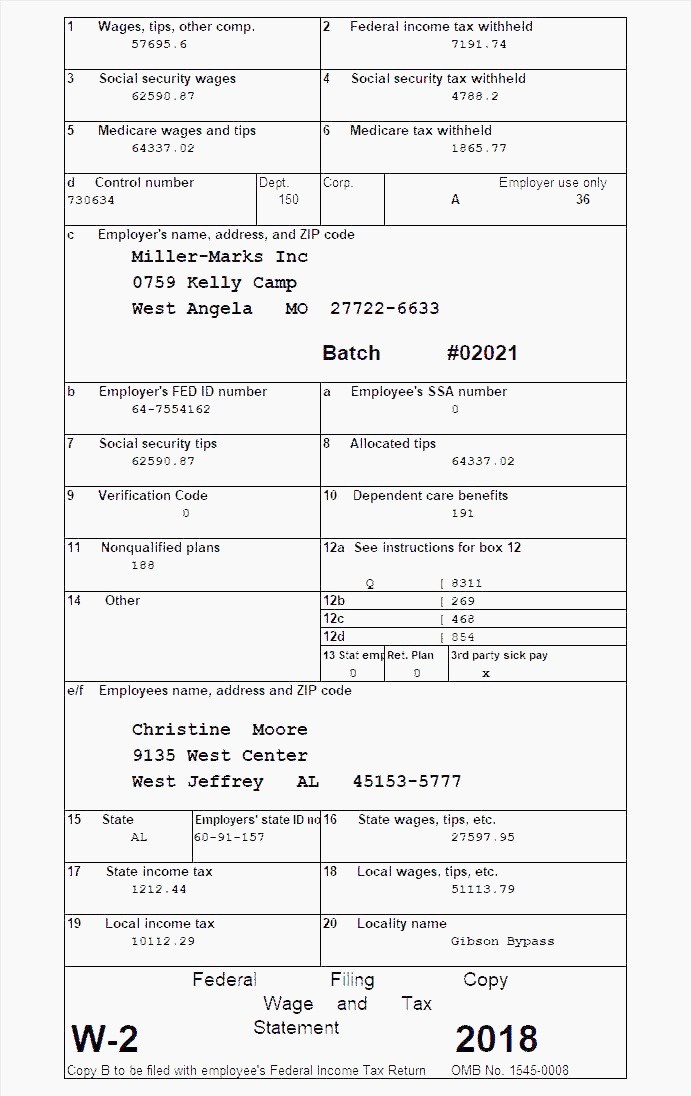 1 Wages, tips, other comp. 2 Federal income tax withheld
57695.6 7191.74
3 Social security wages 4 Social security tax withheld
62590.87 4788.2
5 Medicare wages and tips 6 Medicare tax withheld
64337.02 1865.77
d Control number Dept. Corp. Employer use only
730634 150 A 36
c Employer's name, address, and ZIP code
Miller-Marks Inc
0759 Kelly Camp
West Angela MO 27722-6633
Batch #02021
b Employer's FED ID number a Employee's SSA number
64-7554162 0
7 Social security tips 8 Allocated tips
62590.87 64337.02
9 Verification Code 10 Dependent care benefits
0 191
11 Nonqualified plans 12a See instructions for box 12
188
Q [ 8311
14 Other 12b [ 269
12c [ 468
12d [ 854
13 Stat emp Ret. Plan 3rd party sick pay
0 0 x
e/f Employees name, address and ZIP code
Christine Moore
9135 West Center
West Jeffrey AL 45153-5777
15 State Employers' state ID no 16 State wages, tips, etc.
AL 60-91-157 27597.95
17 State income tax 18 Local wages, tips, etc.
1212.44 51113.79
19 Local income tax 20 Locality name
10112.29 Gibson Bypass
Federal Filing Copy
Wage and Tax
Statement
W-2 2018
Copy B to be filed with employee's Federal Income Tax Return OMB No. 1545-0008